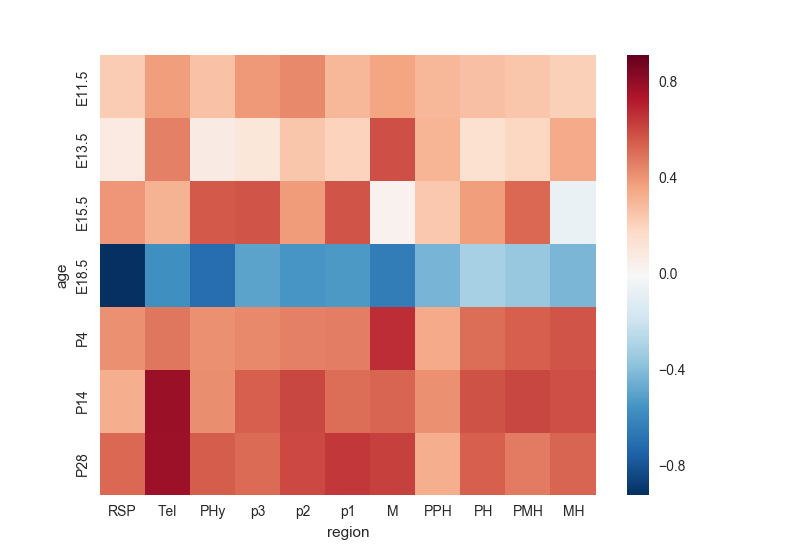 E11.5
E13.5
E15.5
E18.5
P4
P14
P28
age
RSP Tel PHy p3 p2 p1 M PPH PH PMH MH
region
0.8
0.4
0.0
−0.4
−0.8